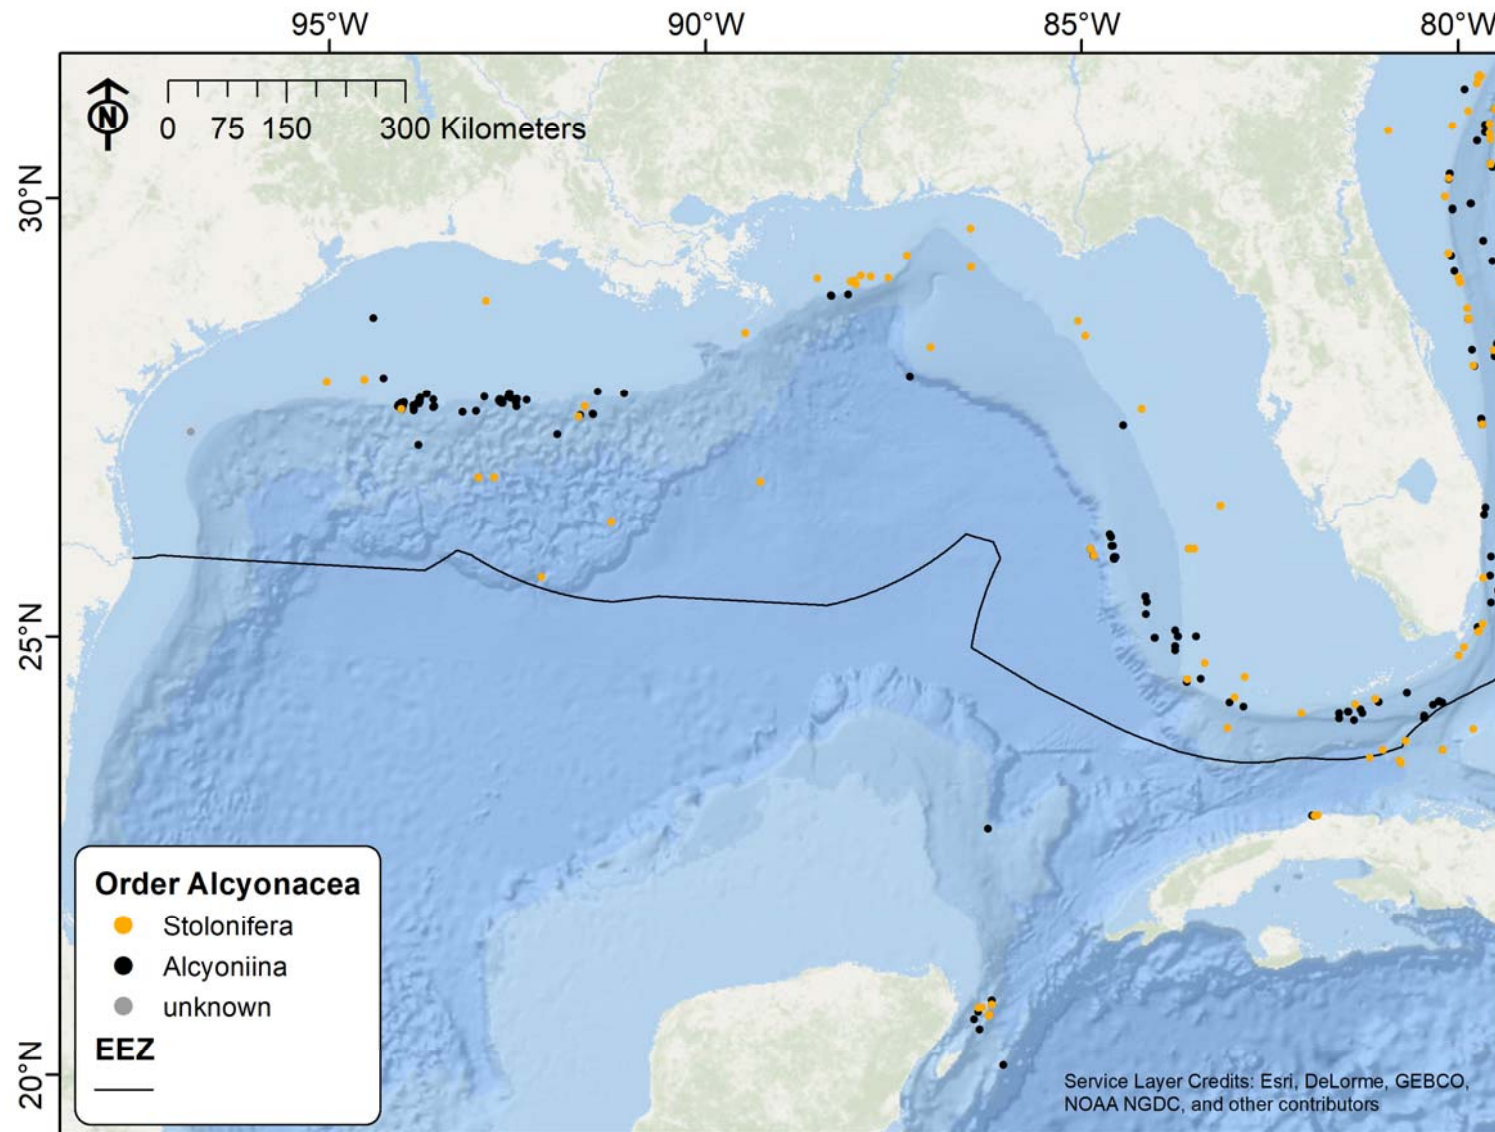 95°W 90°W 85°W 80°W
N
0 75 150 300 Kilometers
30°N
25°N
20°N
Order Alcyonacea
Stolonifera
Alcyoniina
unknown
EEZ
Service Layer Credits: Esri, DeLorme, GEBCO,
NOAA NGDC, and other contributors